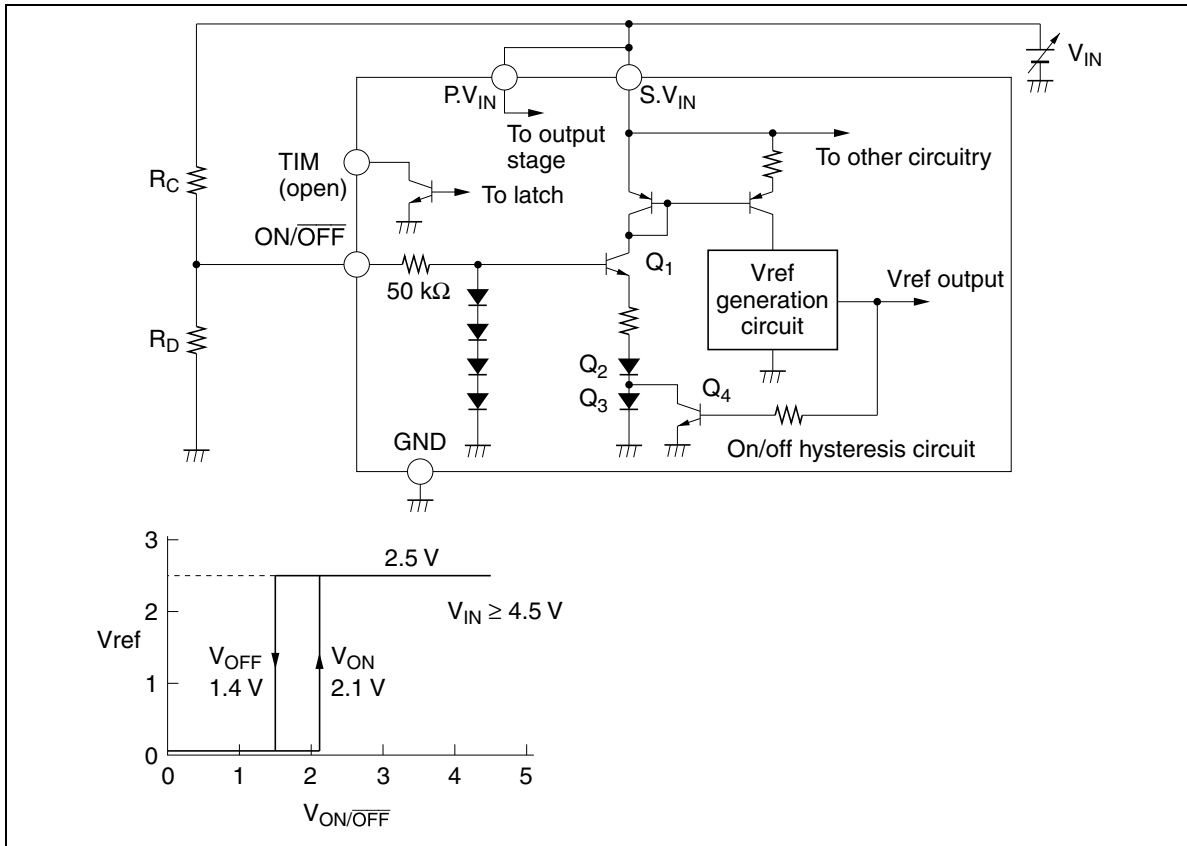 VIN
P.VIN
S.VIN
To output
stage
To other circuitry
RC
TIM
(open)
To latch
ON/OFF
50 kΩ
Q1
Vref
generation
circuit
Vref output
RD
Q2
Q3
Q4
On/off hysteresis circuit
GND
3
2.5 V
2
VIN ≥ 4.5 V
Vref
VOFF
1.4 V
VON
2.1 V
1
0
0 1 2 3 4 5
VON/OFF